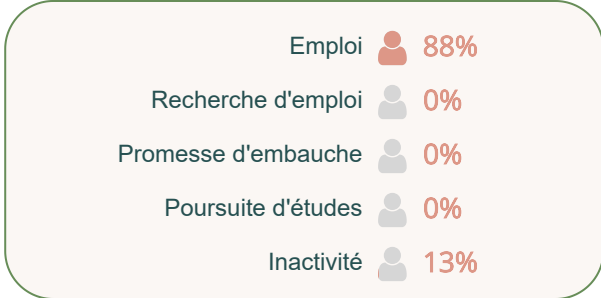 Emploi 88%
Recherche d'emploi 0%
Promesse d'embauche 0%
Poursuite d'études 0%
Inactivité 13%